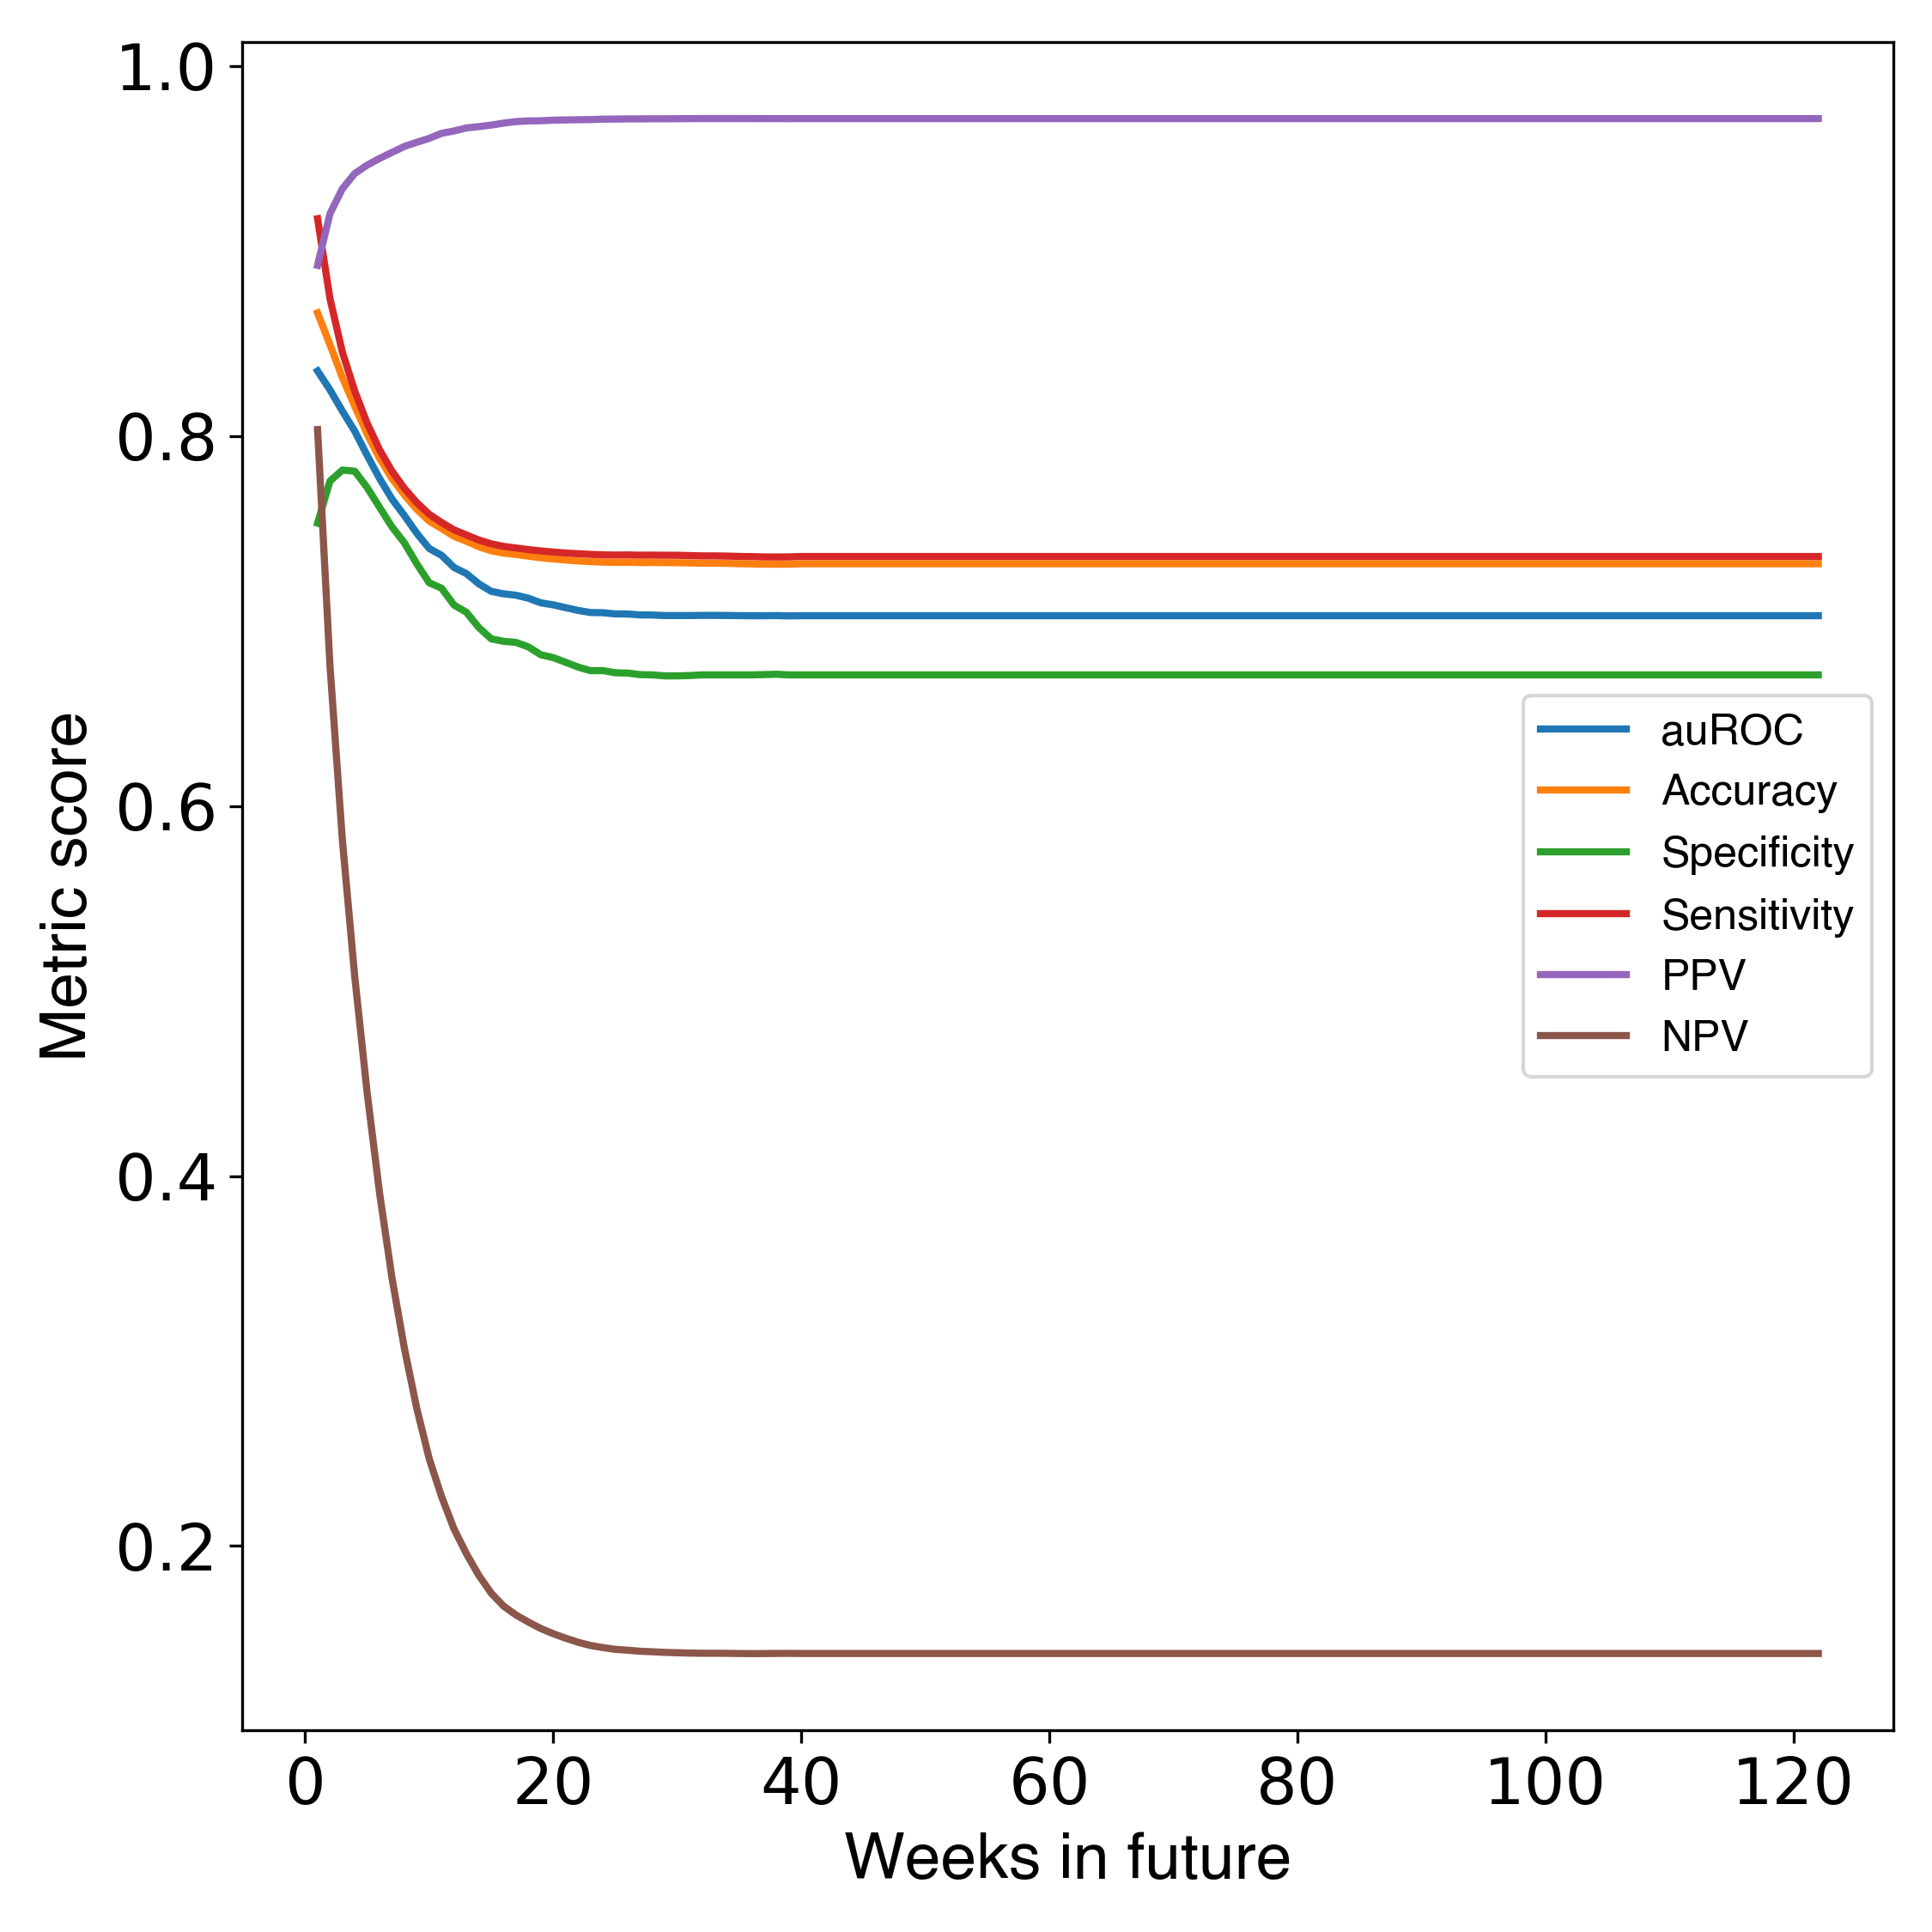 1.0
0.8
0.6
0.4
0.2
Metric score
auROC
Accuracy
Specificity
Sensitivity
PPV
NPV
0 20 40 60 80 100 120
Weeks in future